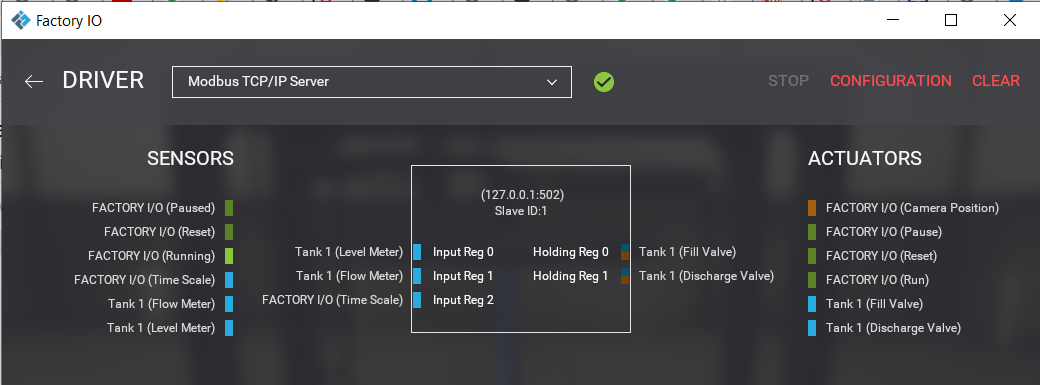 Factory IO
DRIVER
Modbus TCP/IP Server
STOP
CONFIGURATION
CLEAR
SENSORS
FACTORY I/O (Paused)
FACTORY I/O (Reset)
FACTORY I/O (Running)
FACTORY I/O (Time Scale)
Tank 1 (Flow Meter)
Tank 1 (Level Meter)
(127.0.0.1:502)
Slave ID:1
Tank 1 (Level Meter) Input Reg 0 Holding Reg 0 Tank 1 (Fill Valve)
Tank 1 (Flow Meter) Input Reg 1 Holding Reg 1 Tank 1 (Discharge Valve)
FACTORY I/O (Time Scale) Input Reg 2
ACTUATORS
FACTORY I/O (Camera Position)
FACTORY I/O (Pause)
FACTORY I/O (Reset)
FACTORY I/O (Run)
Tank 1 (Fill Valve)
Tank 1 (Discharge Valve)